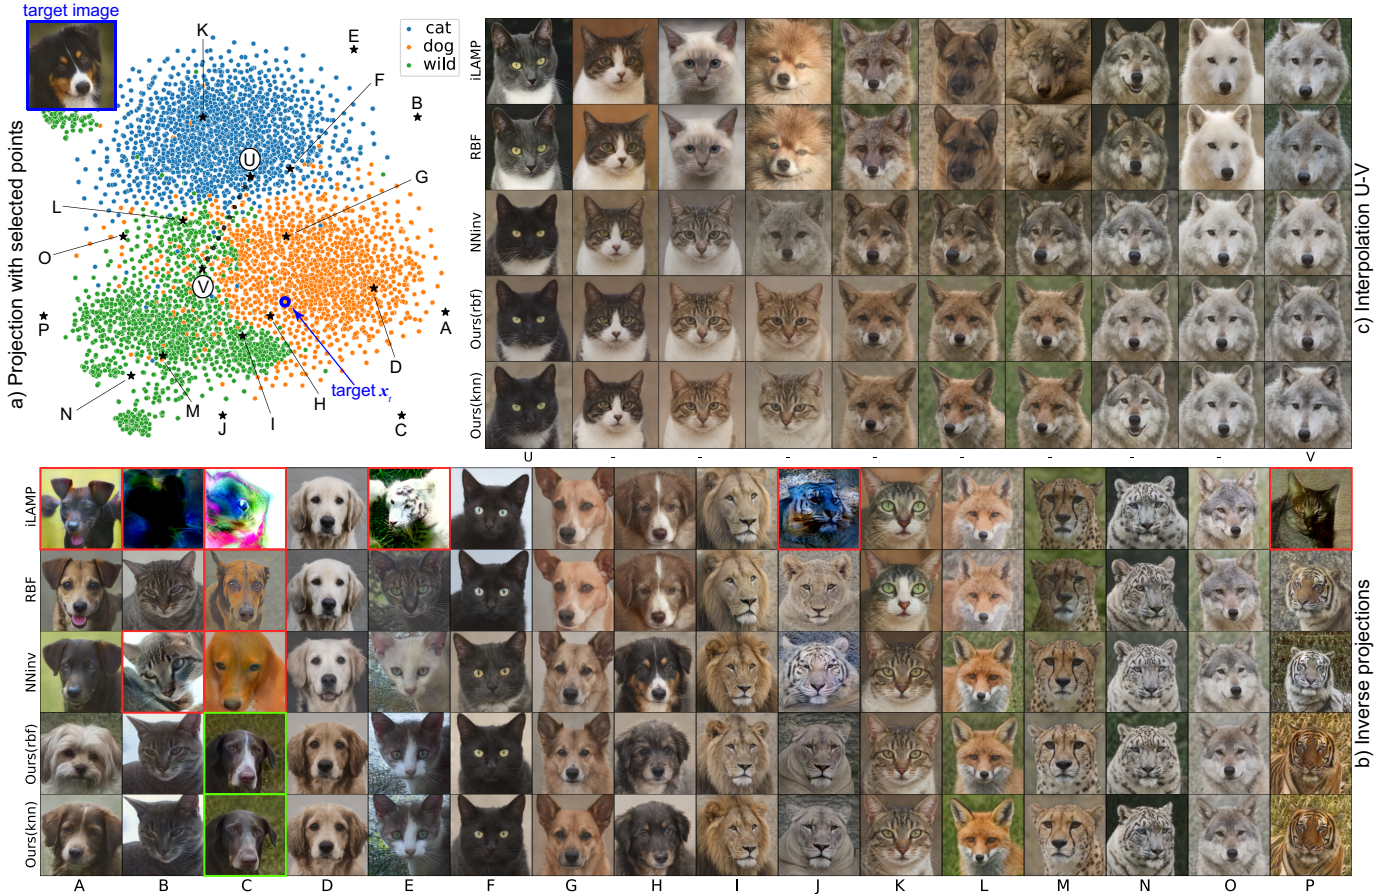 target image
cat
dog
wild
K
E
F
B
U
G
L
O
V
P
A
D
target x_t
H
N
M
I
J
C
a) Projection with selected points
iLAMP
RBF
NNinv
Ours(rbf)
Ours(knn)
U - - - - - - - - V
c) Interpolation U-V
iLAMP
RBF
NNinv
Ours(rbf)
Ours(knn)
A B C D E F G H I J K L M N O P
b) Inverse projections